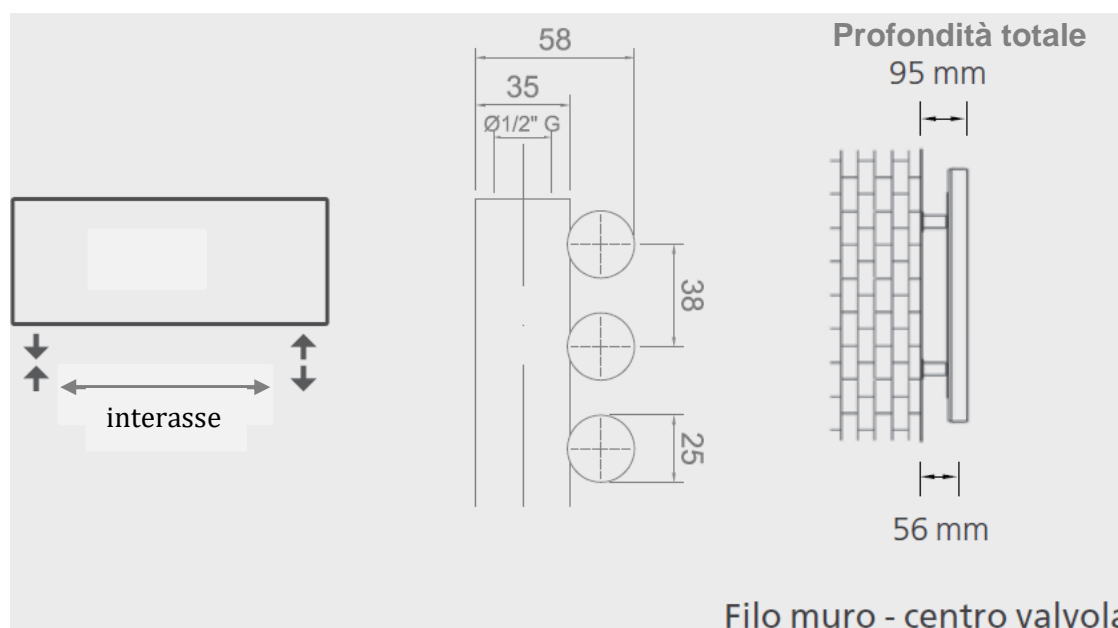 58
35
Ø1/2" G
38
25
interasse
Profondità totale
95 mm
56 mm
Filo muro - centro valvola